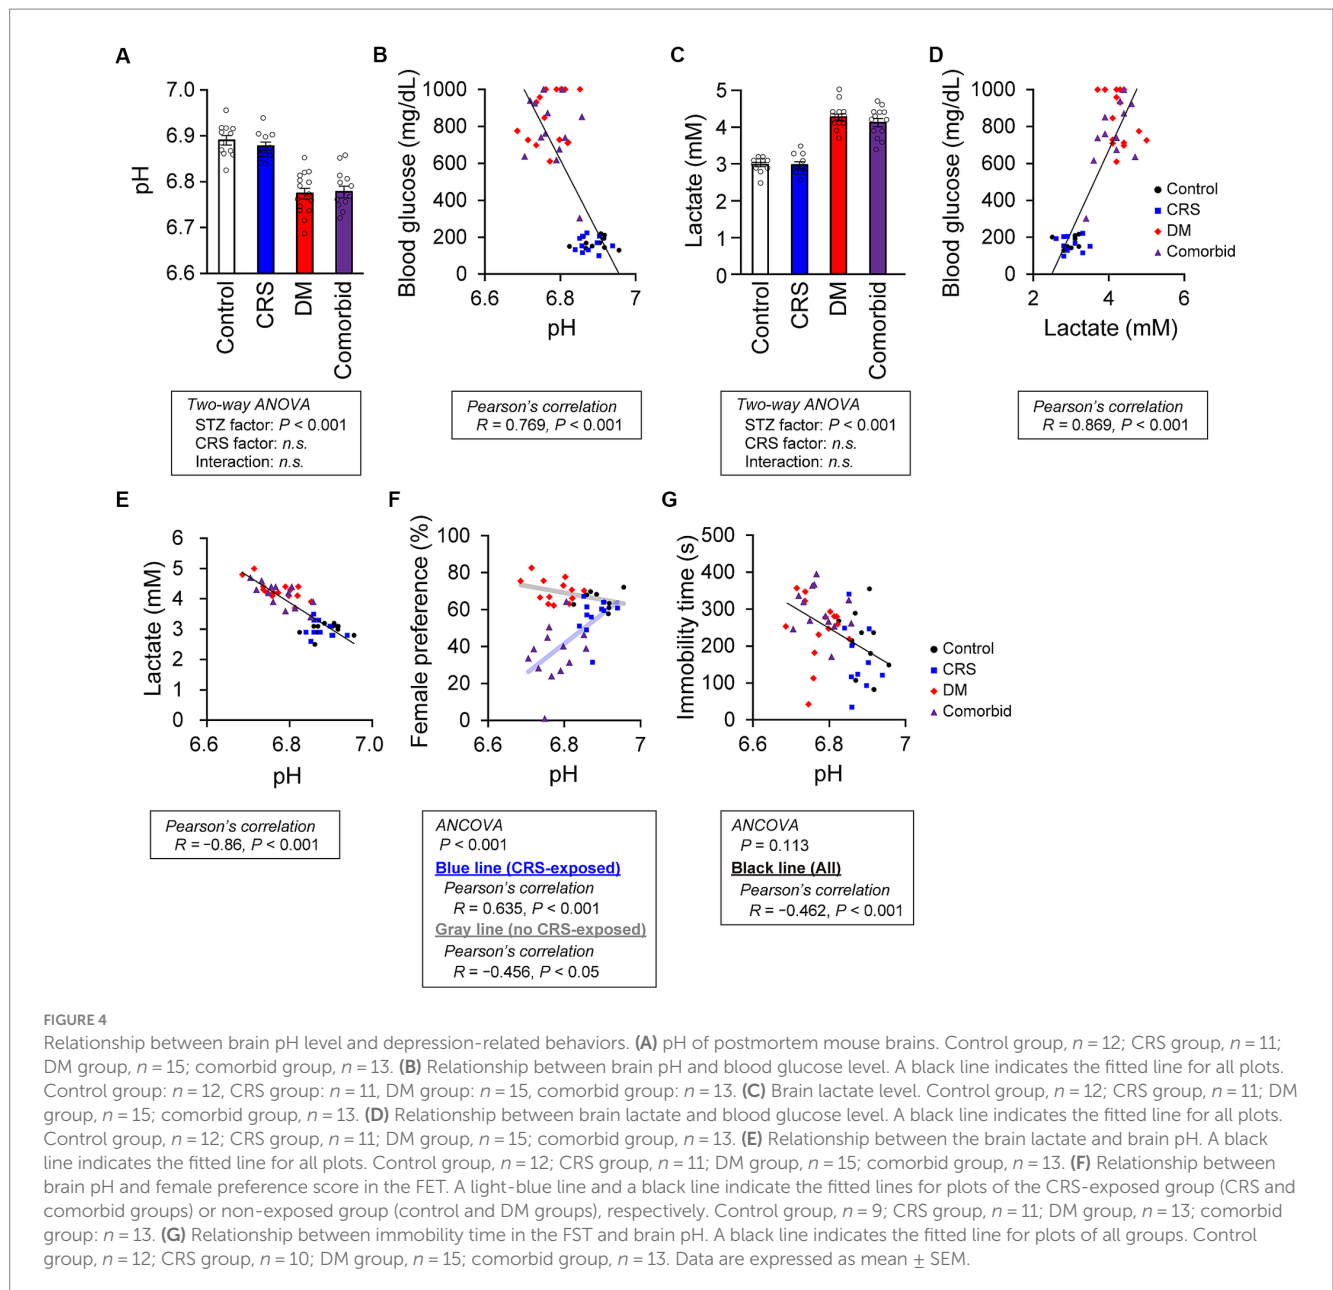 A
pH
7.0
6.9
6.8
6.7
6.6
Control
CRS
DM
Comorbid
Two-way ANOVA
STZ factor: P < 0.001
CRS factor: n.s.
Interaction: n.s.
B
Blood glucose (mg/dL)
1000
800
600
400
200
0
6.6
6.8
7
pH
Pearson's correlation
R = 0.769, P < 0.001
C
Lactate (mM)
5
4
3
2
1
0
Control
CRS
DM
Comorbid
Two-way ANOVA
STZ factor: P < 0.001
CRS factor: n.s.
Interaction: n.s.
D
Blood glucose (mg/dL)
1000
800
600
400
200
0
2
4
6
Lactate (mM)
Control
CRS
DM
Comorbid
Pearson's correlation
R = 0.869, P < 0.001
E
Lactate (mM)
6
5
4
3
2
1
0
6.6
6.8
7.0
pH
Pearson's correlation
R = −0.86, P < 0.001
F
Female preference (%)
100
80
60
40
20
0
6.6
6.8
7
pH
ANCOVA
P < 0.001
Blue line (CRS-exposed)
Pearson's correlation
R = 0.635, P < 0.001
Gray line (no CRS-exposed)
Pearson's correlation
R = −0.456, P < 0.05
G
Immobility time (s)
500
400
300
200
100
0
6.6
6.8
7
pH
Control
CRS
DM
Comorbid
ANCOVA
P = 0.113
Black line (All)
Pearson's correlation
R = −0.462, P < 0.001
FIGURE 4
Relationship between brain pH level and depression-related behaviors. (A) pH of postmortem mouse brains. Control group, n = 12; CRS group, n = 11;
DM group, n = 15; comorbid group, n = 13. (B) Relationship between brain pH and blood glucose level. A black line indicates the fitted line for all plots.
Control group: n = 12, CRS group: n = 11, DM group: n = 15, comorbid group: n = 13. (C) Brain lactate level. Control group, n = 12; CRS group, n = 11; DM
group, n = 15; comorbid group, n = 13. (D) Relationship between brain lactate and blood glucose level. A black line indicates the fitted line for all plots.
Control group, n = 12; CRS group, n = 11; DM group, n = 15; comorbid group, n = 13. (E) Relationship between the brain lactate and brain pH. A black
line indicates the fitted line for all plots. Control group, n = 12; CRS group, n = 11; DM group, n = 15; comorbid group, n = 13. (F) Relationship between
brain pH and female preference score in the FET. A light-blue line and a black line indicate the fitted lines for plots of the CRS-exposed group (CRS and
comorbid groups) or non-exposed group (control and DM groups), respectively. Control group, n = 9; CRS group, n = 11; DM group, n = 13; comorbid
group: n = 13. (G) Relationship between immobility time in the FST and brain pH. A black line indicates the fitted line for plots of all groups. Control
group, n = 12; CRS group, n = 10; DM group, n = 15; comorbid group, n = 13. Data are expressed as mean ± SEM.